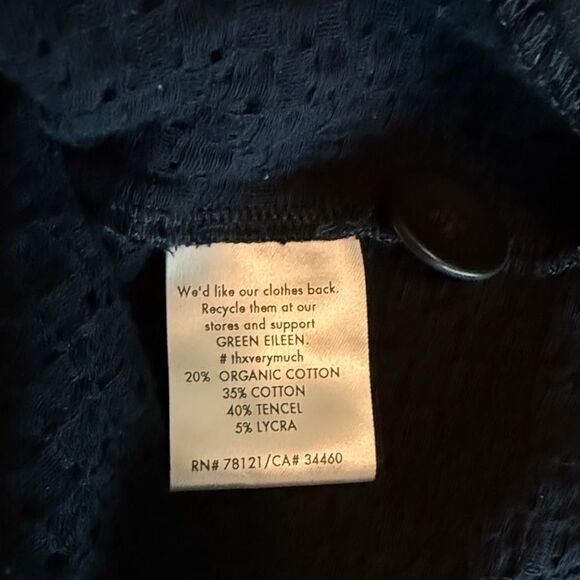 We'd like our clothes back.
Recycle them at our
stores and support
GREEN EILEEN.
# thxverymuch
20% ORGANIC COTTON
35% COTTON
40% TENCEL
5% LYCRA
RN# 78121/CA# 34460